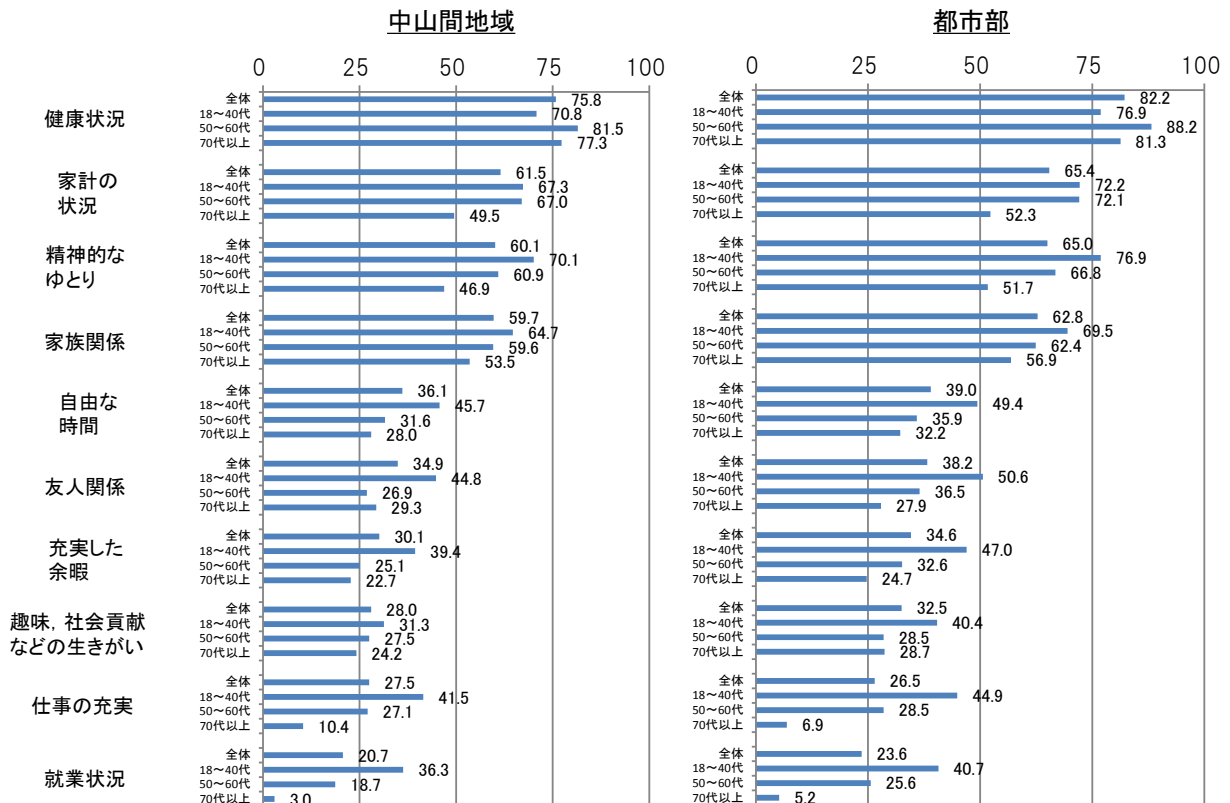 中山間地域
都市部
0 25 50 75 100
0 25 50 75 100
健康状況
全体 75.8
18～40代 70.8
50～60代 81.5
70代以上 77.3
全体 82.2
18～40代 76.9
50～60代 88.2
70代以上 81.3
家計の
状況
全体 61.5
18～40代 67.3
50～60代 67.0
70代以上 49.5
全体 65.4
18～40代 72.2
50～60代 72.1
70代以上 52.3
精神的な
ゆとり
全体 60.1
18～40代 70.1
50～60代 60.9
70代以上 46.9
全体 65.0
18～40代 76.9
50～60代 66.8
70代以上 51.7
家族関係
全体 59.7
18～40代 64.7
50～60代 59.6
70代以上 53.5
全体 62.8
18～40代 69.5
50～60代 62.4
70代以上 56.9
自由な
時間
全体 36.1
18～40代 45.7
50～60代 31.6
70代以上 28.0
全体 39.0
18～40代 49.4
50～60代 35.9
70代以上 32.2
友人関係
全体 34.9
18～40代 44.8
50～60代 26.9
70代以上 29.3
全体 38.2
18～40代 50.6
50～60代 36.5
70代以上 27.9
充実した
余暇
全体 30.1
18～40代 39.4
50～60代 25.1
70代以上 22.7
全体 34.6
18～40代 47.0
50～60代 32.6
70代以上 24.7
趣味，社会貢献
などの生きがい
全体 28.0
18～40代 31.3
50～60代 27.5
70代以上 24.2
全体 32.5
18～40代 40.4
50～60代 28.5
70代以上 28.7
仕事の充実
全体 27.5
18～40代 41.5
50～60代 27.1
70代以上 10.4
全体 26.5
18～40代 44.9
50～60代 28.5
70代以上 6.9
就業状況
全体 20.7
18～40代 36.3
50～60代 18.7
70代以上 3.0
全体 23.6
18～40代 40.7
50～60代 25.6
70代以上 5.2